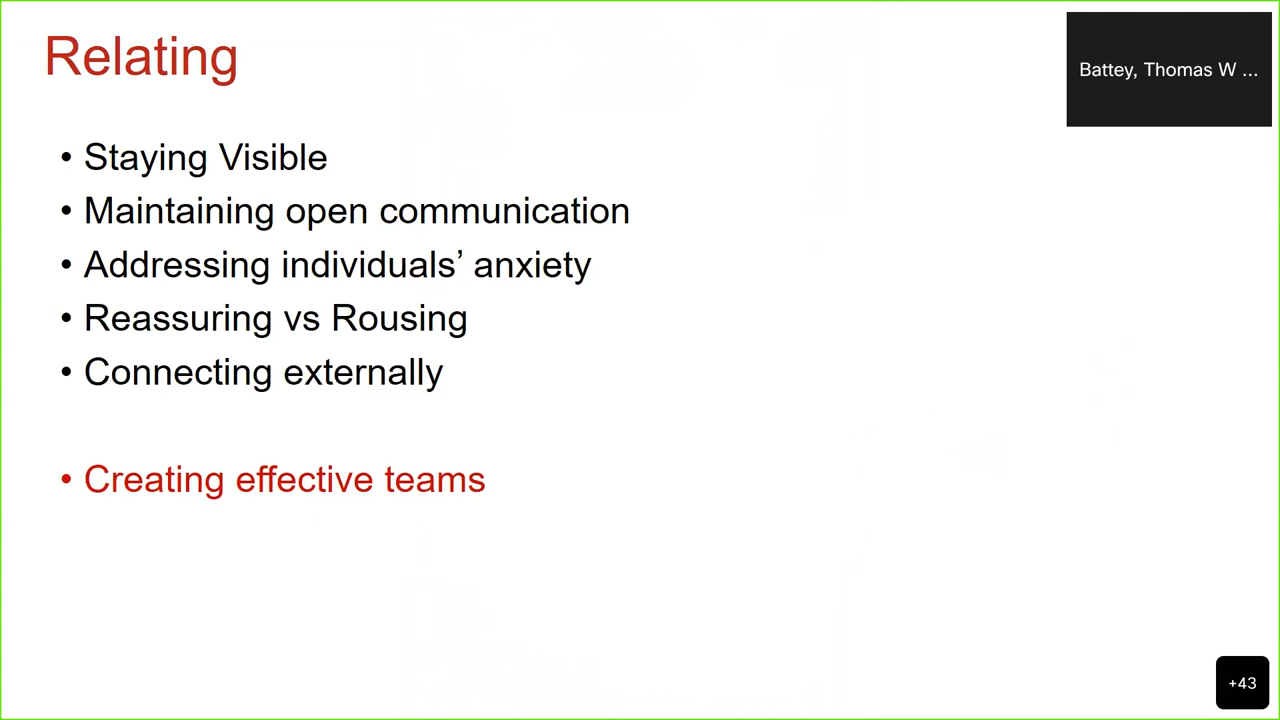 Relating
Battey, Thomas W ...
• Staying Visible
• Maintaining open communication
• Addressing individuals’ anxiety
• Reassuring vs Rousing
• Connecting externally
• Creating effective teams
+43